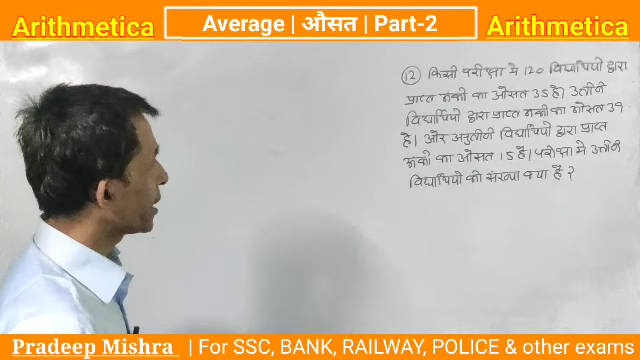 Arithmetica
Average | औसत | Part-2
Arithmetica
(12) किसी परीक्षा मे 120 विद्यार्थियो द्वारा
प्राप्त अंको का औसत 35 है। उत्तीर्ण
विद्यार्थियो द्वारा प्राप्त अंको का औसत 39
है। और अनुत्तीर्ण विद्यार्थियो द्वारा प्राप्त
अंको का औसत 15 है। परीक्षा मे उत्तीर्ण
विद्यार्थियो की संख्या क्या है?
Pradeep Mishra | For SSC, BANK, RAILWAY, POLICE & other exams